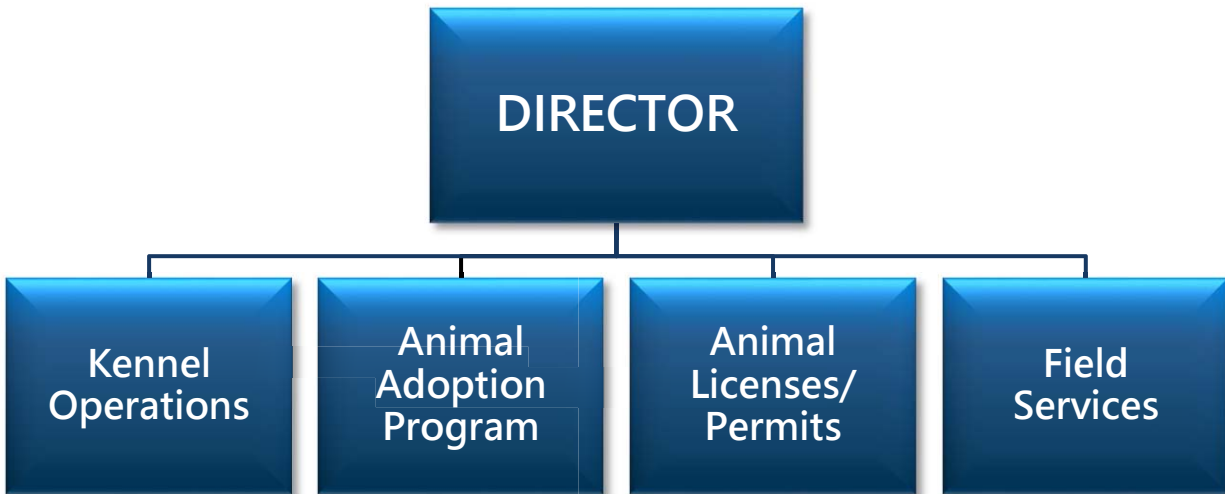 DIRECTOR
Kennel
Operations
Animal
Adoption
Program
Animal
Licenses/
Permits
Field
Services